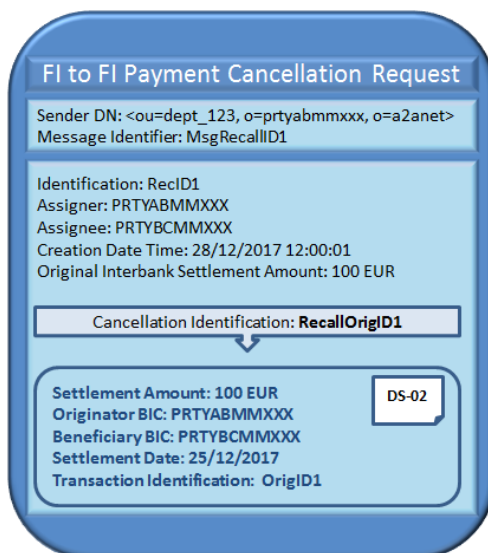 FI to FI Payment Cancellation Request
Sender DN: <ou=dept_123, o=prtyabmmxxx, o=a2anet>
Message Identifier: MsgRecallID1
Identification: RecID1
Assigner: PRTYABMMXXX
Assignee: PRTYBCMMXXX
Creation Date Time: 28/12/2017 12:00:01
Original Interbank Settlement Amount: 100 EUR
Cancellation Identification: RecallOrigID1
Settlement Amount: 100 EUR
DS-02
Originator BIC: PRTYABMMXXX
Beneficiary BIC: PRTYBCMMXXX
Settlement Date: 25/12/2017
Transaction Identification: OrigID1